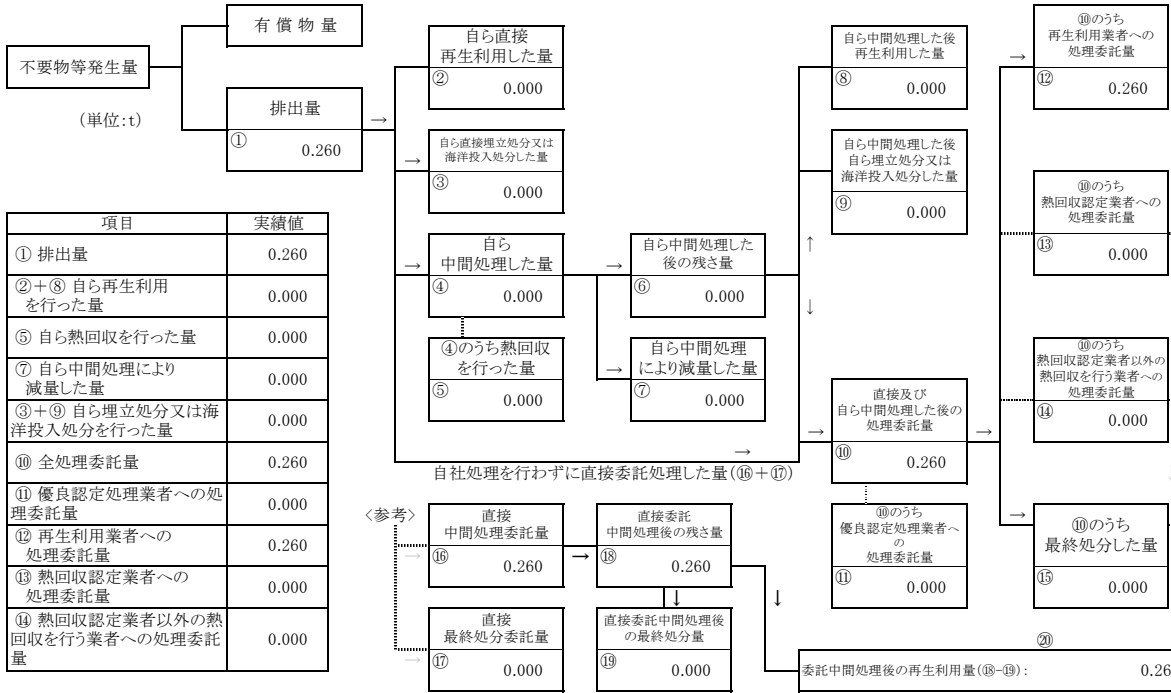 有 償 物 量
不要物等発生量
(単位:t)
排出量
①
0.260
→
自ら直接
再生利用した量
②
0.000
→
自ら直接埋立処分又は
海洋投入処分した量
③
0.000
→
自ら
中間処理した量
④
0.000
④のうち熱回収
を行った量
⑤
0.000
→
自ら中間処理した
後の残さ量
⑥
0.000
→
自ら中間処理
により減量した量
⑦
0.000
自ら中間処理した後
再生利用した量
⑧
0.000
自ら中間処理した後
自ら埋立処分又は
海洋投入処分した量
⑨
0.000
↑
↓
→
自社処理を行わずに直接委託処理した量(⑯+⑰)
→
直接及び
自ら中間処理した後の
処理委託量
⑩
0.260
→
⑩のうち
優良認定処理業者へ
の
処理委託量
⑪
0.000
→
⑩のうち
再生利用業者への
処理委託量
⑫
0.260
⑩のうち
熱回収認定業者への
処理委託量
⑬
0.000
⑩のうち
熱回収認定業者以外の
熱回収を行う業者への
処理委託量
⑭
0.000
→
⑩のうち
最終処分した量
⑮
0.000
項目 実績値
① 排出量 0.260
②+⑧ 自ら再生利用
を行った量 0.000
⑤ 自ら熱回収を行った量 0.000
⑦ 自ら中間処理により
減量した量 0.000
③+⑨ 自ら埋立処分又は海
洋投入処分を行った量 0.000
⑩ 全処理委託量 0.260
⑪ 優良認定処理業者への処
理委託量 0.000
⑫ 再生利用業者への
処理委託量 0.260
⑬ 熱回収認定業者への
処理委託量 0.000
⑭ 熱回収認定業者以外の熱
回収を行う業者への処理委託
量 0.000
〈参考〉
→
直接
中間処理委託量
⑯
0.260
→
直接委託
中間処理後の残さ量
⑱
0.260
↓
↓
→
直接
最終処分委託量
⑰
0.000
直接委託中間処理後
の最終処分量
⑲
0.000
⑳
委託中間処理後の再生利用量(⑱-⑲): 0.26